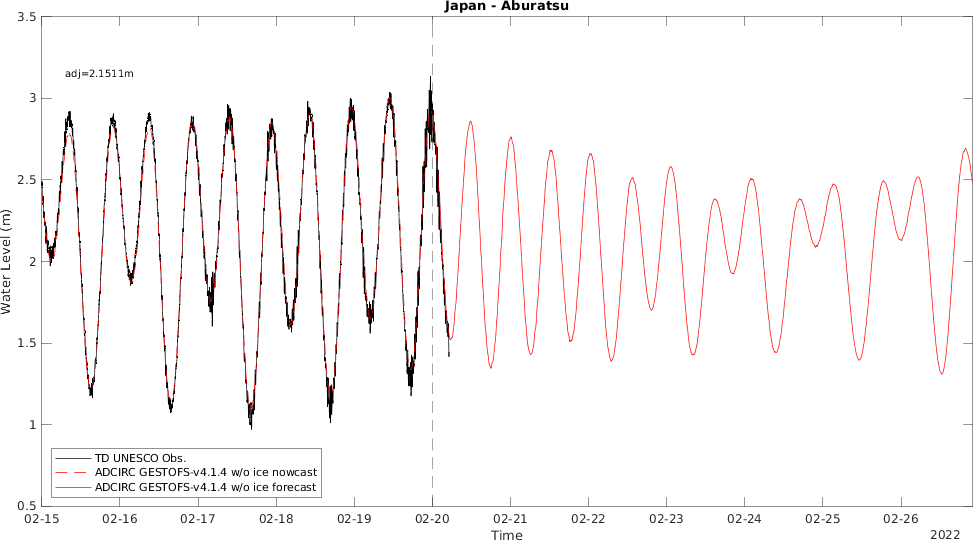 Japan - Aburatsu
3.5
adj=2.1511m
3
2.5
Water Level (m)
2
1.5
1
TD UNESCO Obs.
ADCIRC GESTOFS-v4.1.4 w/o ice nowcast
ADCIRC GESTOFS-v4.1.4 w/o ice forecast
0.5
02-15 02-16 02-17 02-18 02-19 02-20 02-21 02-22 02-23 02-24 02-25 02-26
Time
2022